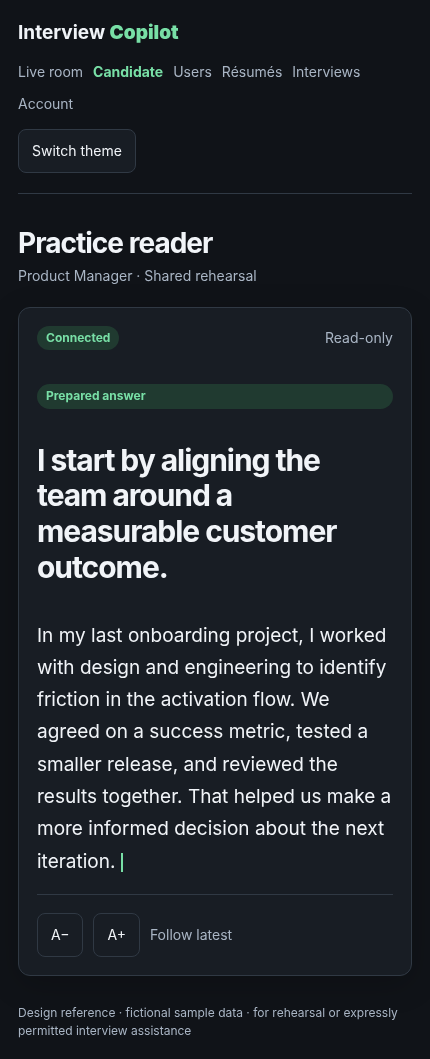 Interview Copilot
Live room Candidate Users Résumés Interviews
Account
Switch theme
Practice reader
Product Manager · Shared rehearsal
Connected Read-only
Prepared answer
I start by aligning the
team around a
measurable customer
outcome.
In my last onboarding project, I worked
with design and engineering to identify
friction in the activation flow. We
agreed on a success metric, tested a
smaller release, and reviewed the
results together. That helped us make a
more informed decision about the next
iteration.
A− A+ Follow latest
Design reference · fictional sample data · for rehearsal or expressly
permitted interview assistance